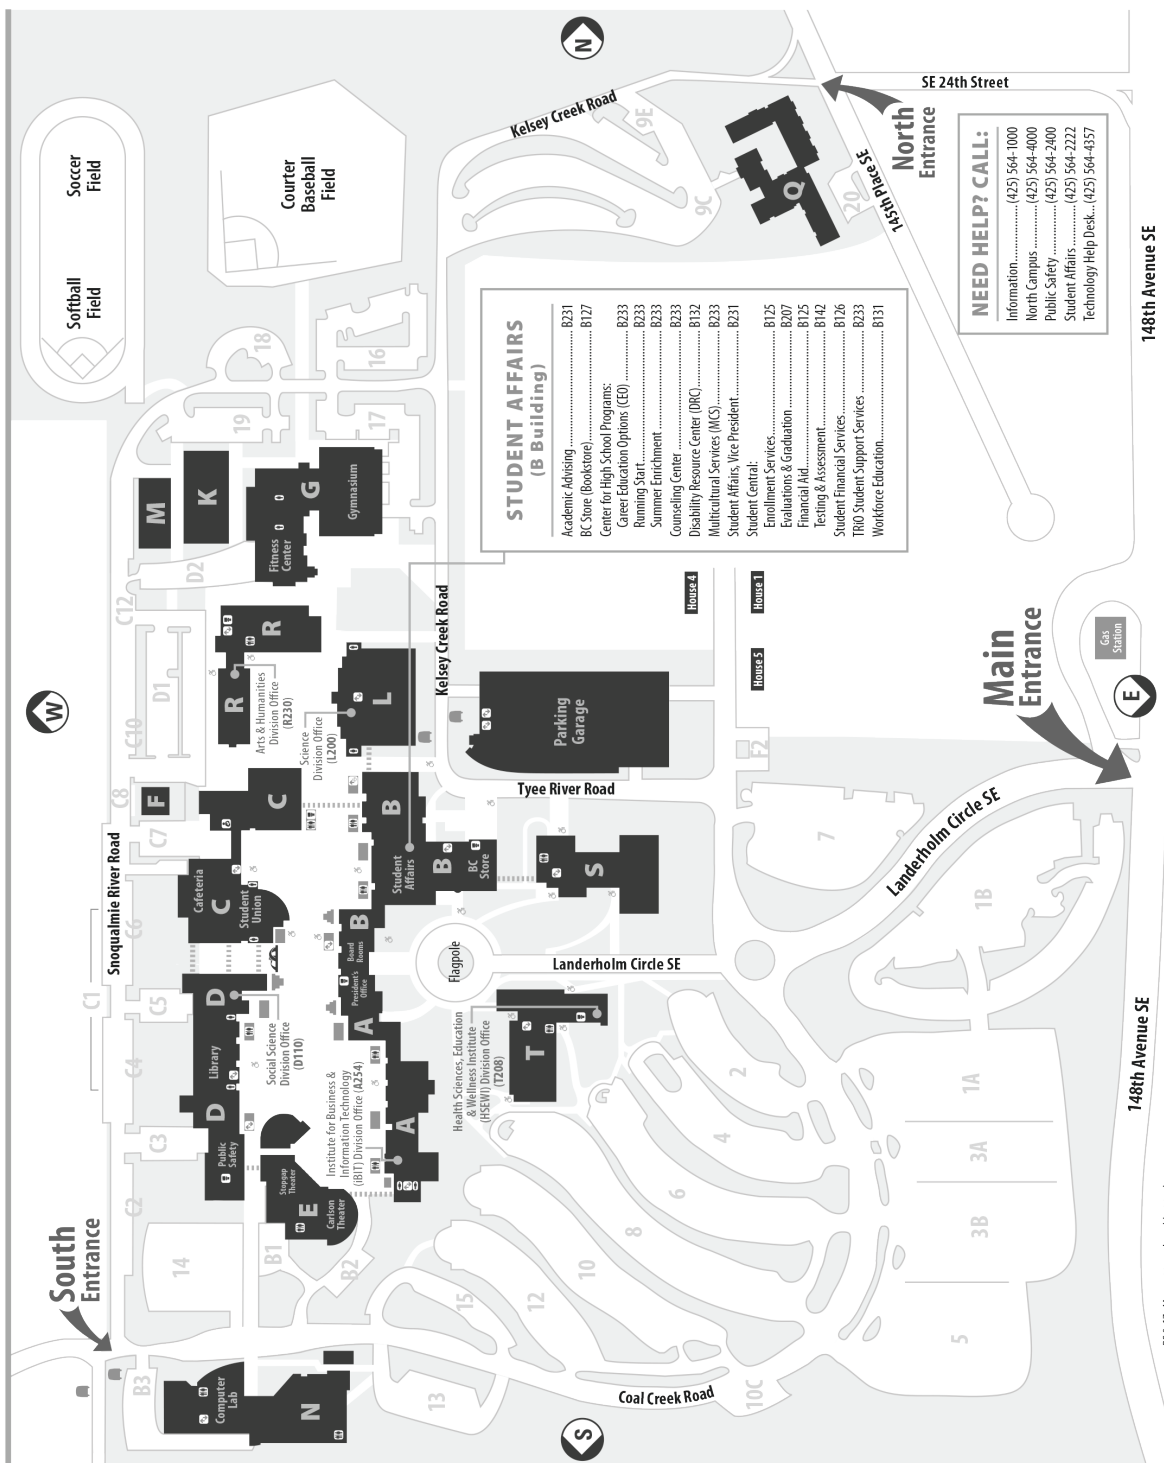 N
W
E
S
Soccer
Field
Softball
Field
Courter
Baseball
Field
Kelsey Creek Road
SE 24th Street
North
Entrance
145th Place SE
148th Avenue SE
9E
9C
Q
20
18
16
19
17
NEED HELP? CALL:
Information..............(425) 564-1000
North Campus ..........(425) 564-4000
Public Safety ..............(425) 564-2400
Student Affairs ...........(425) 564-2222
Technology Help Desk...(425) 564-4357
STUDENT AFFAIRS
(B Building)
Academic Advising............................B231
BC Store (Bookstore)........................B127
Center for High School Programs:
Career Education Options (CEO) ............B233
Running Start...........................B233
Summer Enrichment ....................B233
Counseling Center ............................B233
Disability Resource Center (DRC)...........B132
Multicultural Services (MCS)................B233
Student Affairs, Vice President.............B231
Student Central:
Enrollment Services.....................B125
Evaluations & Graduation ................B207
Financial Aid.............................B125
Testing & Assessment ...................B142
Student Financial Services..................B126
TRiO Student Support Services .............B233
Workforce Education.........................B131
M
K
G
Gymnasium
Fitness
Center
D2
C12
D1
C10
R
R
Arts & Humanities
Division Office
(R230)
Science
Division Office
(L200)
L
Kelsey Creek Road
House 4
House 1
House 5
Parking
Garage
Main
Entrance
Gas
Station
F2
Tyee River Road
C8
F
C7
C
B
Student
Affairs
B
BC
Store
S
7
Landerholm Circle SE
1B
Snoqualmie River Road
C6
Cafeteria
C
Student
Union
B
Board
Rooms
President's
Office
A
Flagpole
Landerholm Circle SE
C1
C5
C4
D
Library
D
Social Science
Division Office
(D110)
Institute for Business &
Information Technology
(iBIT) Division Office (A254)
A
Health Sciences, Education
& Wellness Institute
(HSEWI) Division Office
(T208)
T
2
4
6
8
10
12
15
1A
3A
3B
5
148th Avenue SE
C3
C2
Public
Safety
Stopgap
Theater
E
Carlson
Theater
B1
B2
14
South
Entrance
B3
Computer
Lab
N
13
Coal Creek Road
10C